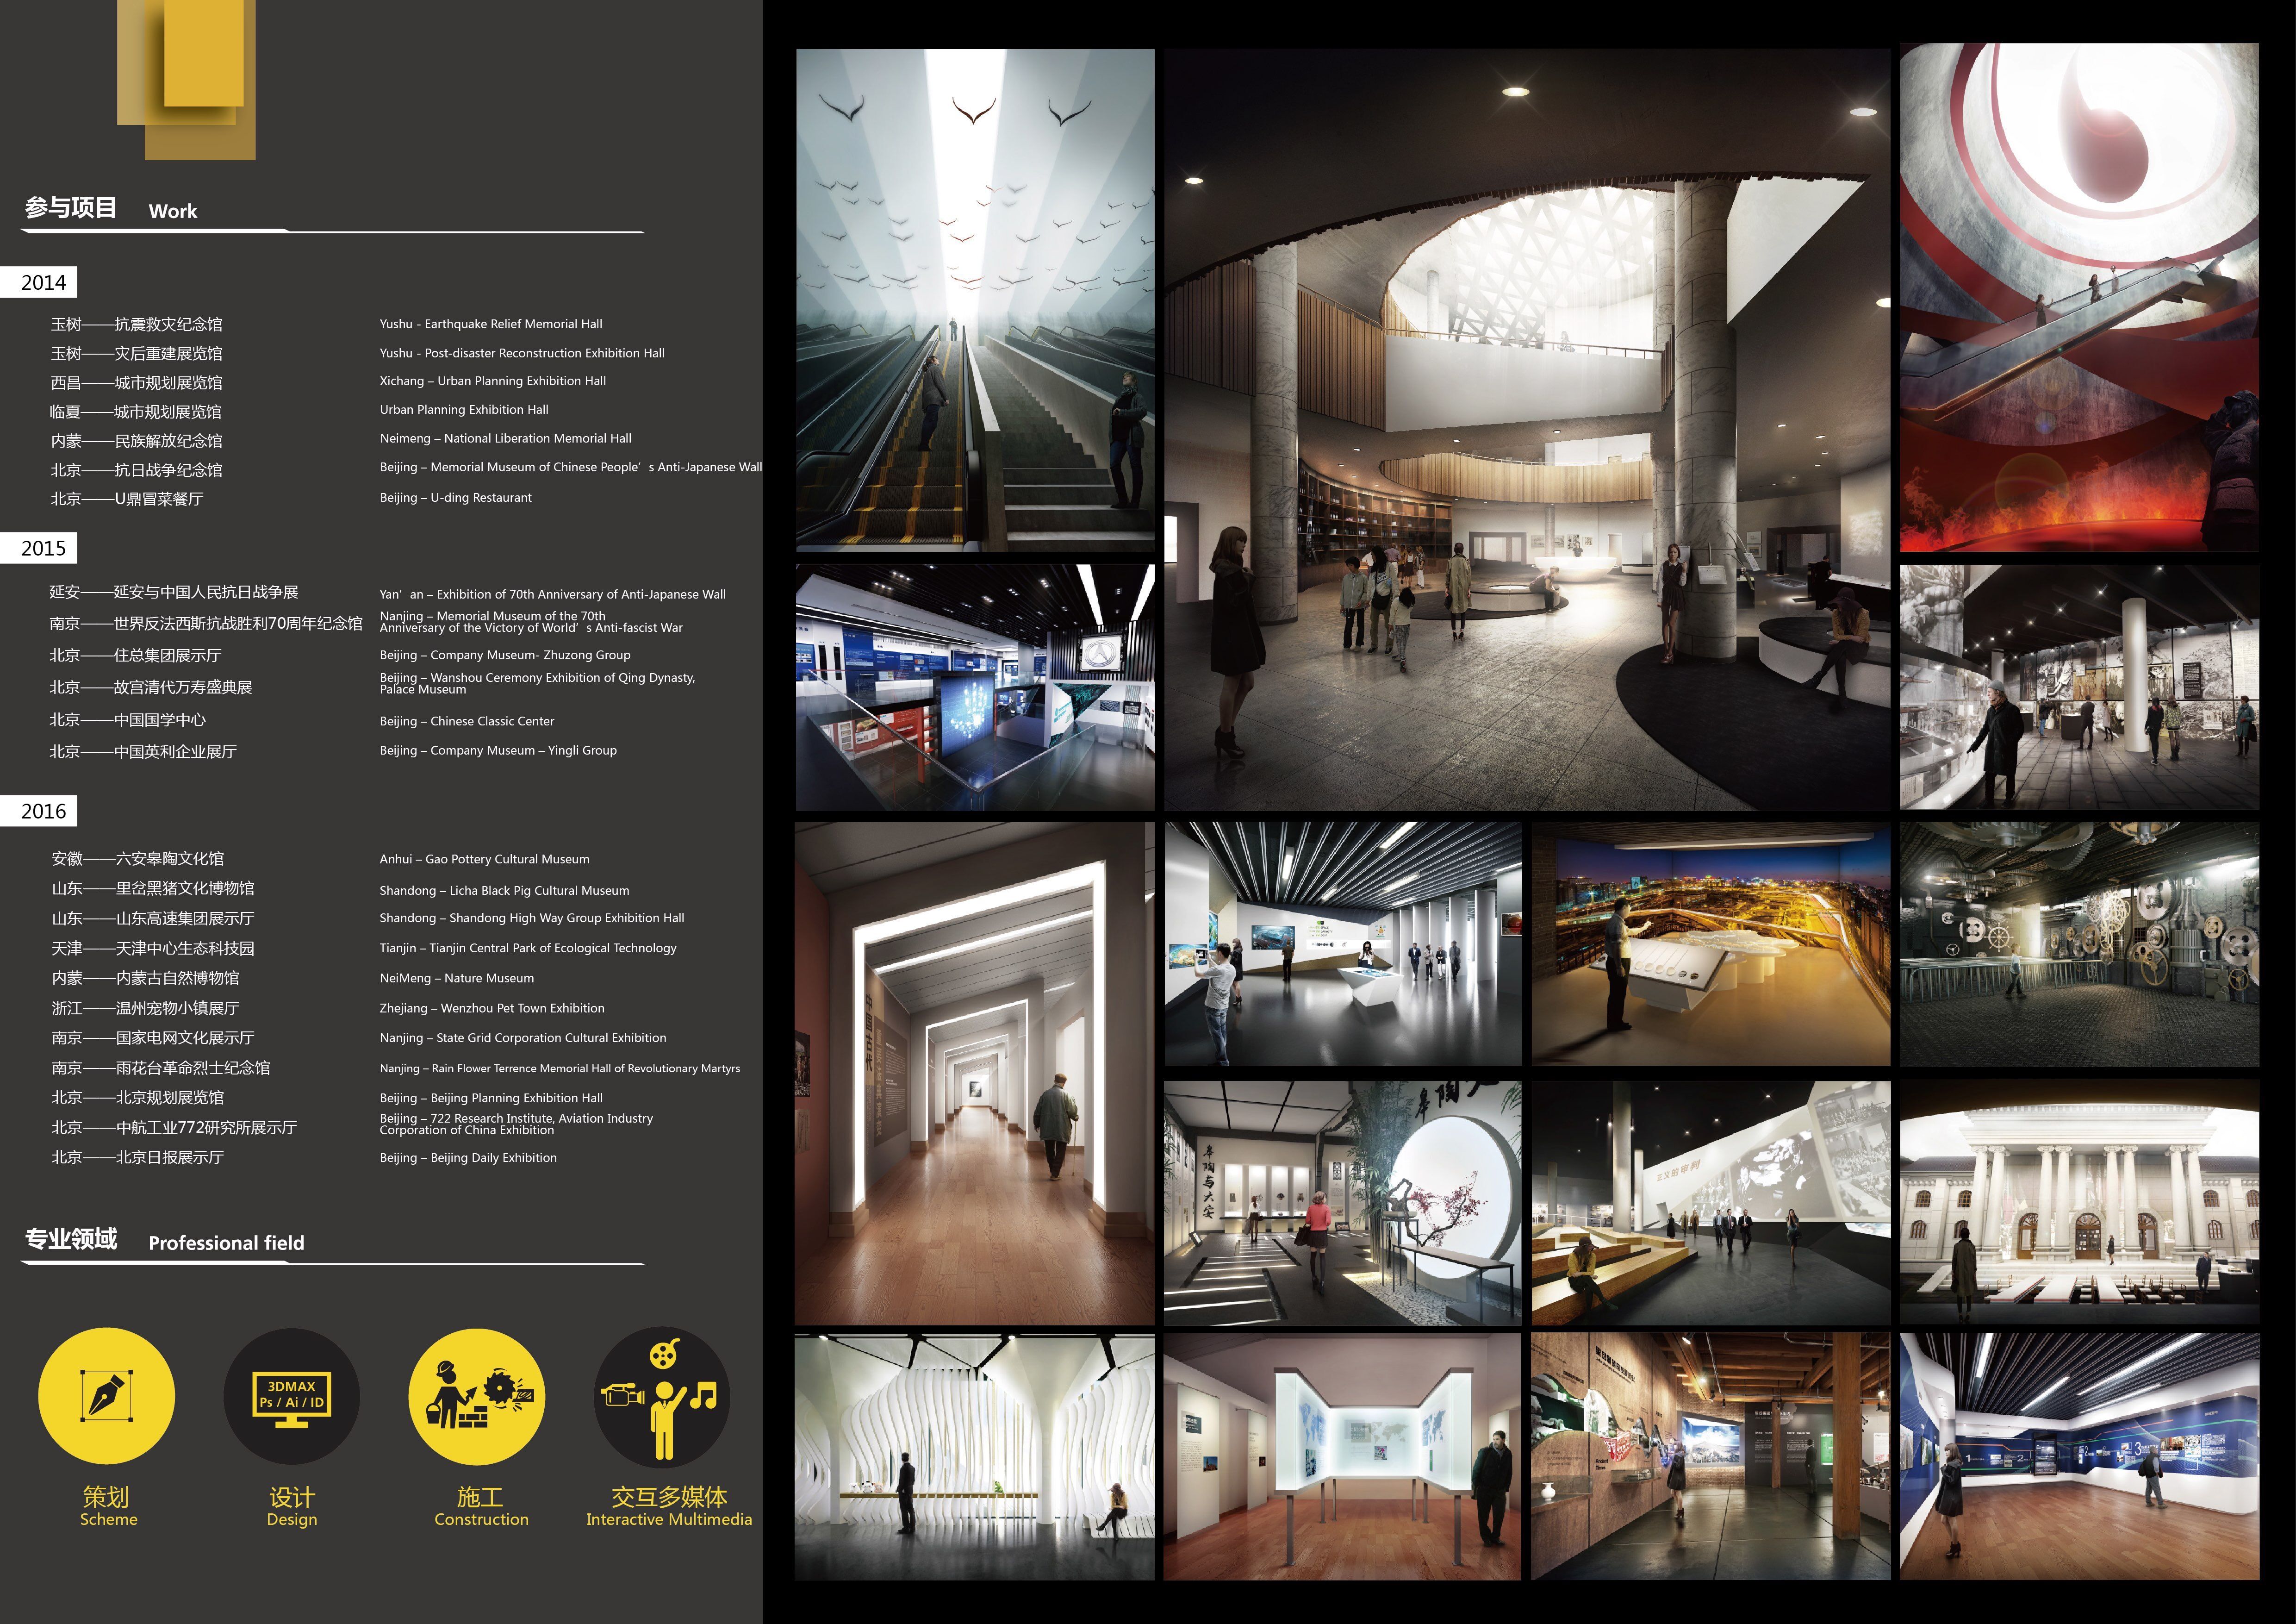 参与项目 Work
2014
玉树——抗震救灾纪念馆 Yushu - Earthquake Relief Memorial Hall
玉树——灾后重建展览馆 Yushu - Post-disaster Reconstruction Exhibition Hall
西昌——城市规划展览馆 Xichang – Urban Planning Exhibition Hall
临夏——城市规划展览馆 Urban Planning Exhibition Hall
内蒙——民族解放纪念馆 Neimeng – National Liberation Memorial Hall
北京——抗日战争纪念馆 Beijing – Memorial Museum of Chinese People’s Anti-Japanese Wall
北京——U鼎冒菜餐厅 Beijing – U-ding Restaurant
2015
延安——延安与中国人民抗日战争展 Yan’an – Exhibition of 70th Anniversary of Anti-Japanese Wall
南京——世界反法西斯抗战胜利70周年纪念馆 Nanjing – Memorial Museum of the 70th
Anniversary of the Victory of World’s Anti-fascist War
北京——住总集团展示厅 Beijing – Company Museum- Zhuzong Group
北京——故宫清代万寿盛典展 Beijing – Wanshou Ceremony Exhibition of Qing Dynasty,
Palace Museum
北京——中国国学中心 Beijing – Chinese Classic Center
北京——中国英利企业展厅 Beijing – Company Museum – Yingli Group
2016
安徽——六安皋陶文化馆 Anhui – Gao Pottery Cultural Museum
山东——里岔黑猪文化博物馆 Shandong – Licha Black Pig Cultural Museum
山东——山东高速集团展示厅 Shandong – Shandong High Way Group Exhibition Hall
天津——天津中心生态科技园 Tianjin – Tianjin Central Park of Ecological Technology
内蒙——内蒙古自然博物馆 NeiMeng – Nature Museum
浙江——温州宠物小镇展厅 Zhejiang – Wenzhou Pet Town Exhibition
南京——国家电网文化展示厅 Nanjing – State Grid Corporation Cultural Exhibition
南京——雨花台革命烈士纪念馆 Nanjing – Rain Flower Terrence Memorial Hall of Revolutionary Martyrs
北京——北京规划展览馆 Beijing – Beijing Planning Exhibition Hall
北京——中航工业772研究所展示厅 Beijing – 722 Research Institute, Aviation Industry
Corporation of China Exhibition
北京——北京日报展示厅 Beijing – Beijing Daily Exhibition
专业领域 Professional field
3DMAX
Ps / Ai / ID
策划 设计 施工 交互多媒体
Scheme Design Construction Interactive Multimedia
中国古代
皋陶与六安
正义的审判
1 2 3